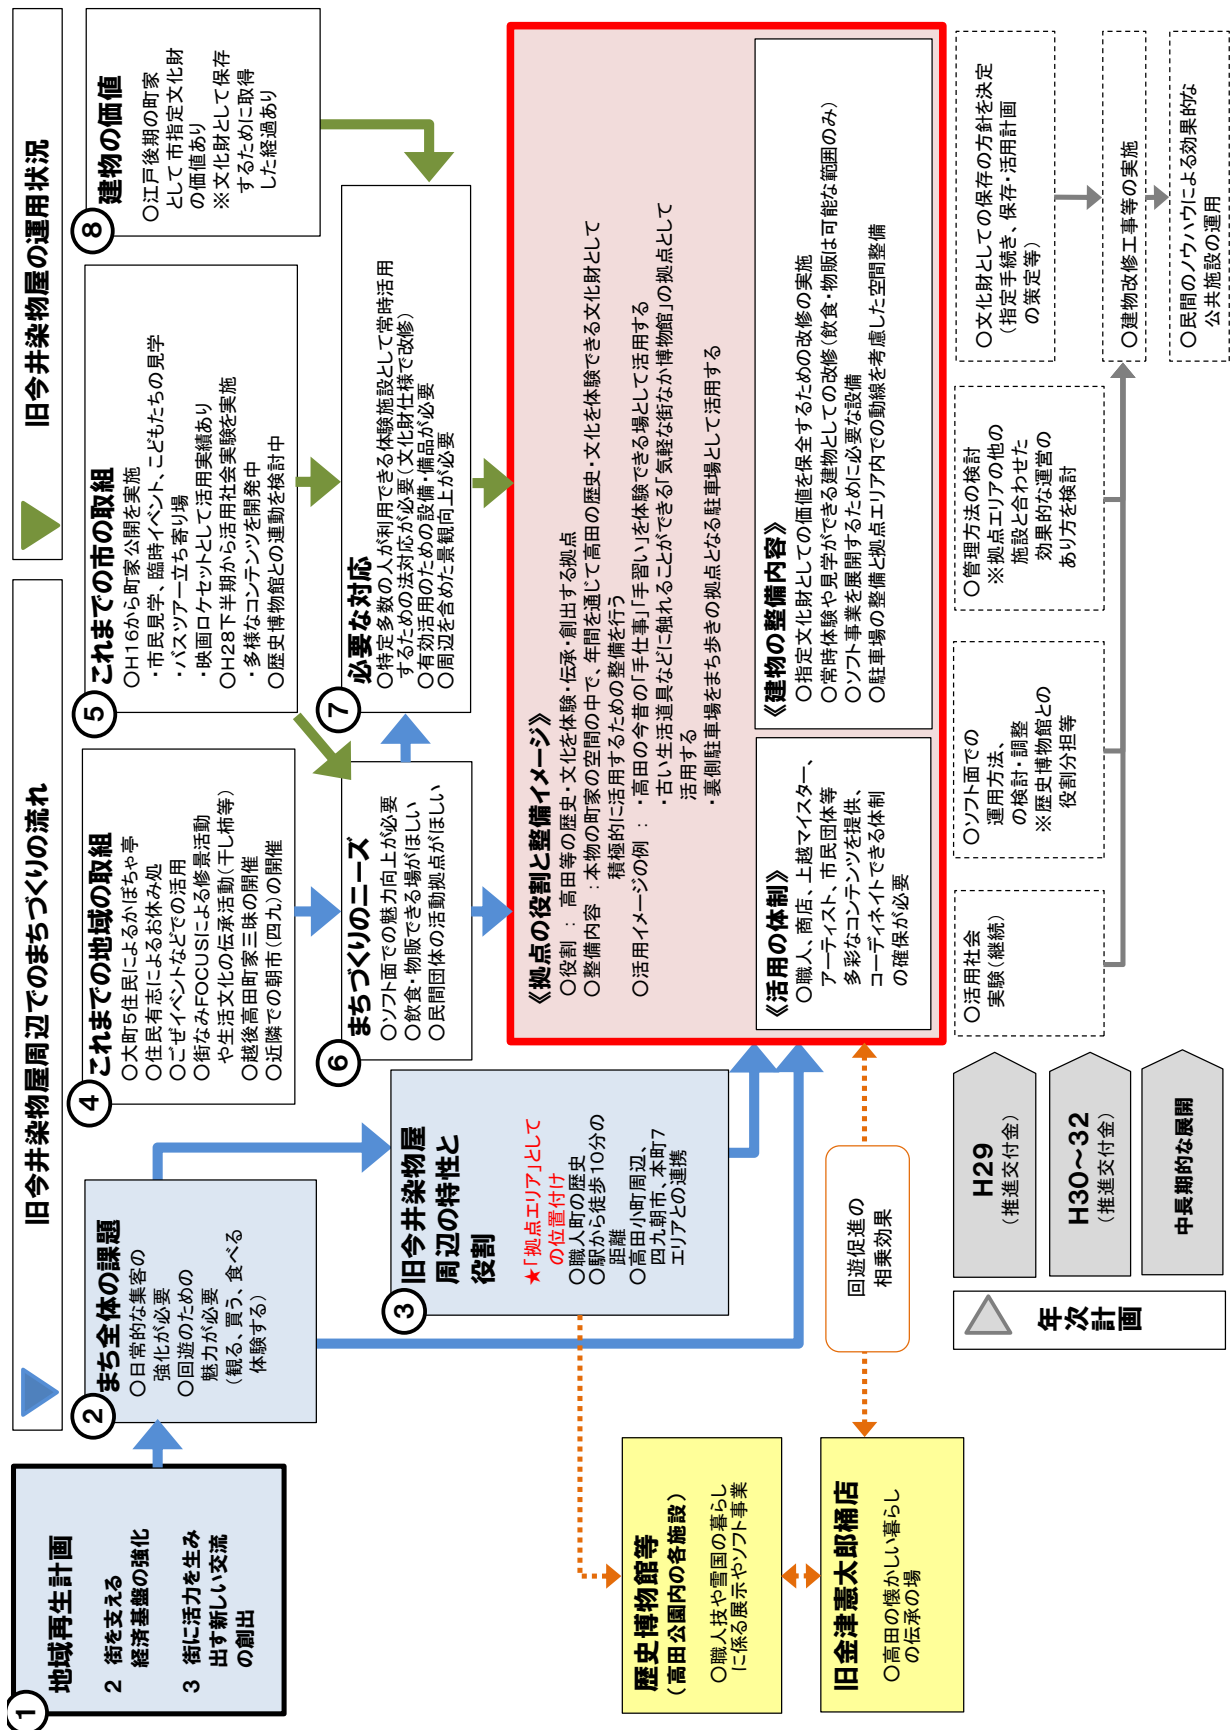 旧今井染物屋周辺でのまちづくりの流れ
旧今井染物屋の運用状況
1
地域再生計画
2 街を支える
経済基盤の強化
3 街に活力を生み
出す新しい交流
の創出
2
まち全体の課題
○日常的な集客の
強化が必要
○回遊のための
魅力が必要
(観る、買う、食べる
体験する)
3
旧今井染物屋
周辺の特性と
役割
★「拠点エリア」として
の位置付け
○職人町の歴史
○駅から徒歩10分の
距離
○高田小町周辺、
四九朝市、本町7
エリアとの連携
4
これまでの地域の取組
○大町5住民によるかぼちゃ亭
○住民有志によるお休み処
○ごぜイベントなどでの活用
○街なみFOCUSによる修景活動
や生活文化の伝承活動(干し柿等)
○越後高田町家三昧の開催
○近隣での朝市(四九)の開催
5
これまでの市の取組
○H16から町家公開を実施
・市民見学、臨時イベント、こどもたちの見学
・バスツアー立ち寄り場
・映画ロケセットとして活用実績あり
○H28下半期から活用社会実験を実施
・多様なコンテンツを開発中
○歴史博物館との連動を検討中
6
まちづくりのニーズ
○ソフト面での魅力向上が必要
○飲食・物販できる場がほしい
○民間団体の活動拠点がほしい
7
必要な対応
○特定多数の人が利用できる体験施設として常時活用
するための法対応が必要(文化財仕様で改修)
○有効活用のための設備・備品が必要
○周辺を含めた景観向上が必要
8
建物の価値
○江戸後期の町家
として市指定文化財
の価値あり
※文化財として保存
するために取得
した経過あり
《拠点の役割と整備イメージ》
○役割 : 高田等の歴史・文化を体験・伝承・創出する拠点
○整備内容 : 本物の町家の空間の中で、年間を通じて高田の歴史・文化を体験できる文化財として
積極的に活用するための整備を行う
○活用イメージの例 : ・高田の今昔の「手仕事」「手習い」を体験できる場として活用する
・古い生活道具などに触れることができる「気軽な街なか博物館」の拠点として
活用する
・裏側駐車場をまち歩きの拠点となる駐車場として活用する
《活用の体制》
○職人、商店、上越マイスター、
アーティスト、市民団体等
多彩なコンテンツを提供、
コーディネイトできる体制
の確保が必要
《建物の整備内容》
○指定文化財としての価値を保全するための改修の実施
○常時体験や見学ができる建物としての改修(飲食・物販は可能な範囲のみ)
○ソフト事業を展開するために必要な設備
○駐車場の整備と拠点エリア内での動線を考慮した空間整備
歴史博物館等
(高田公園内の各施設)
○職人技や雪国の暮らし
に係る展示やソフト事業
旧金津憲太郎桶店
○高田の懐かしい暮らし
の伝承の場
回遊促進の
相乗効果
年次計画
H29
(推進交付金)
H30～32
(推進交付金)
中長期的な展開
○活用社会
実験(継続)
○ソフト面での
運用方法、
の検討・調整
※歴史博物館との
役割分担等
○管理方法の検討
※拠点エリアの他の
施設と合わせた
効果的な運営の
あり方を検討
○文化財としての保存の方針を決定
(指定手続き、保存・活用計画
の策定等)
○建物改修工事等の実施
○民間のノウハウによる効果的な
公共施設の運用